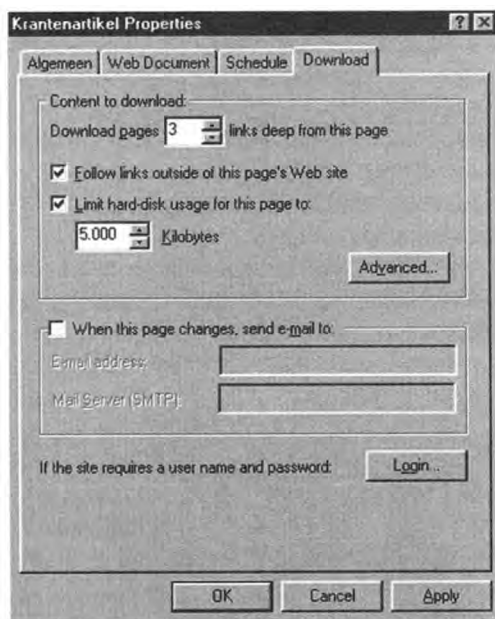 Krantenartikel Properties
Algemeen Web Document Schedule Download
Content to download:
Download pages 3 links deep from this page
Follow links outside of this page's Web site
Limit hard-disk usage for this page to:
5.000 Kilobytes
Advanced...
When this page changes, send e-mail to:
E-mail address:
Mail Server (SMTP):
If the site requires a user name and password: Login...
OK Cancel Apply